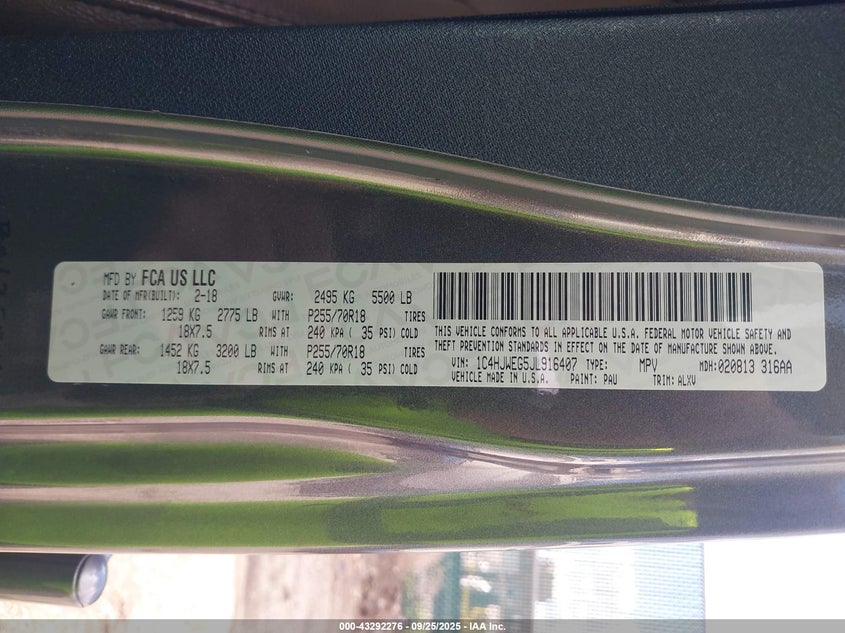 MFD BY FCA US LLC
DATE OF MFR(BUILT): 2-18 GVWR: 2495 KG 5500 LB
GAWR FRONT: 1259 KG 2775 LB WITH P255/70R18 TIRES
18X7.5 RIMS AT 240 KPA ( 35 PSI) COLD
GAWR REAR: 1452 KG 3200 LB WITH P255/70R18 TIRES
18X7.5 RIMS AT 240 KPA ( 35 PSI) COLD
THIS VEHICLE CONFORMS TO ALL APPLICABLE U.S.A. FEDERAL MOTOR VEHICLE SAFETY AND
THEFT PREVENTION STANDARDS IN EFFECT ON THE DATE OF MANUFACTURE SHOWN ABOVE.
VIN: 1C4HJWEG5JL916407 TYPE: MPV MDH:020813 316AA
VEHICLE MADE IN U.S.A. PAINT: PAU TRIM: ALXV
000-43292276 - 09/25/2025 - IAA Inc.